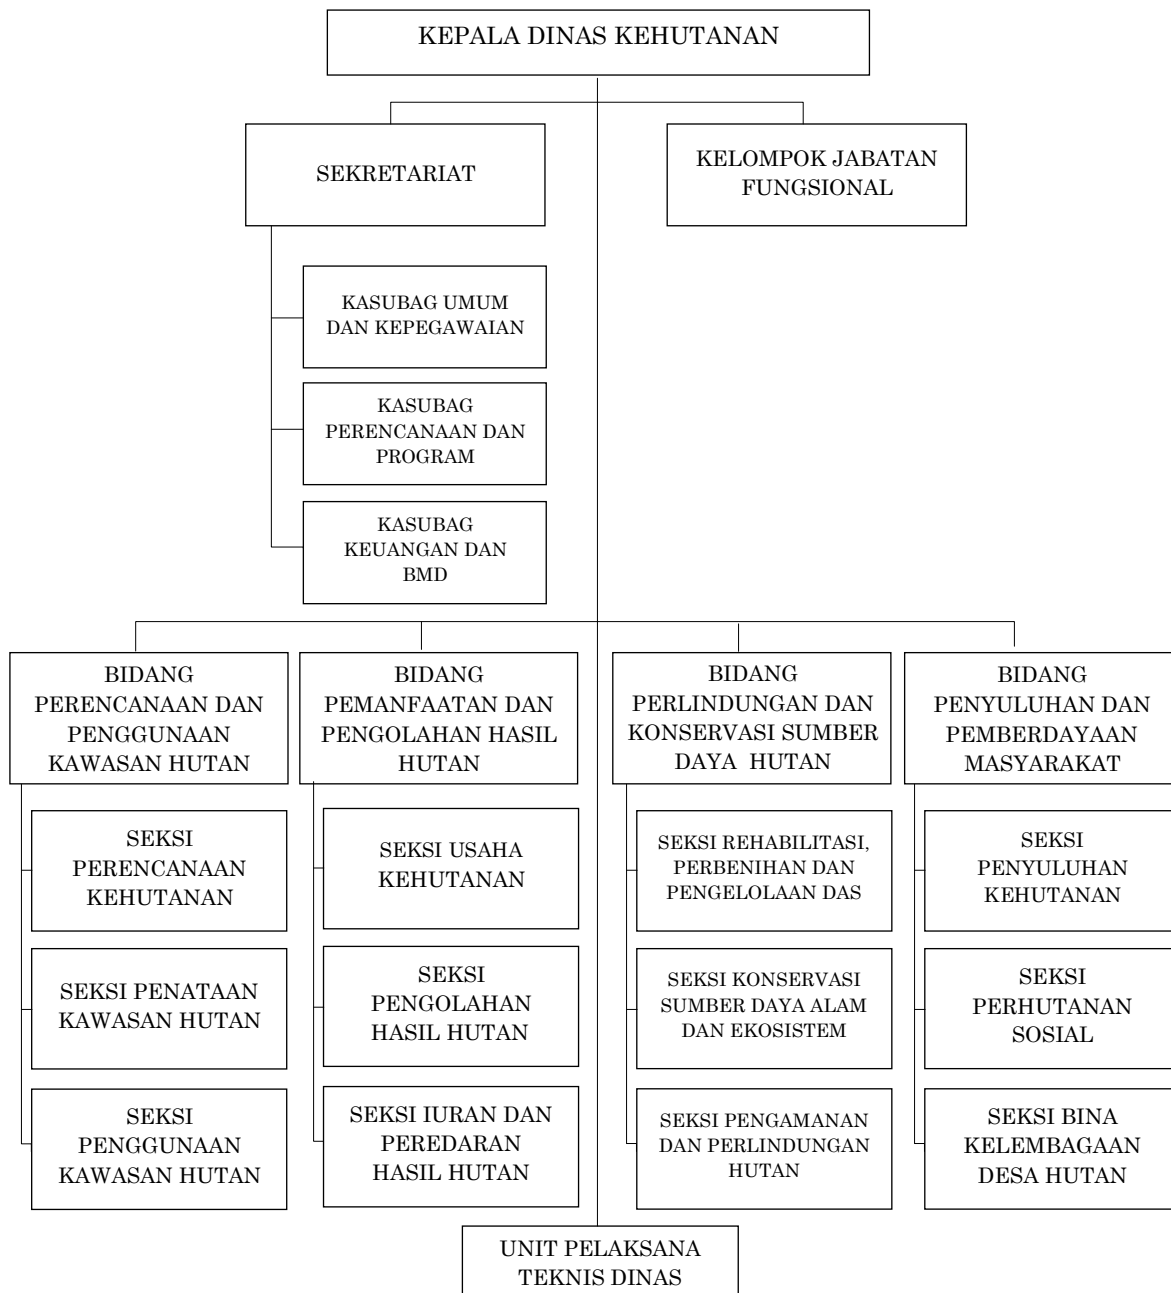 KEPALA DINAS KEHUTANAN
SEKRETARIAT
KELOMPOK JABATAN
FUNGSIONAL
KASUBAG UMUM
DAN KEPEGAWAIAN
KASUBAG
PERENCANAAN DAN
PROGRAM
KASUBAG
KEUANGAN DAN
BMD
BIDANG
PERENCANAAN DAN
PENGGUNAAN
KAWASAN HUTAN
BIDANG
PEMANFAATAN DAN
PENGOLAHAN HASIL
HUTAN
BIDANG
PERLINDUNGAN DAN
KONSERVASI SUMBER
DAYA HUTAN
BIDANG
PENYULUHAN DAN
PEMBERDAYAAN
MASYARAKAT
SEKSI
PERENCANAAN
KEHUTANAN
SEKSI USAHA
KEHUTANAN
SEKSI REHABILITASI,
PERBENIHAN DAN
PENGELOLAAN DAS
SEKSI
PENYULUHAN
KEHUTANAN
SEKSI PENATAAN
KAWASAN HUTAN
SEKSI
PENGOLAHAN
HASIL HUTAN
SEKSI KONSERVASI
SUMBER DAYA ALAM
DAN EKOSISTEM
SEKSI
PERHUTANAN
SOSIAL
SEKSI
PENGGUNAAN
KAWASAN HUTAN
SEKSI IURAN DAN
PEREDARAN
HASIL HUTAN
SEKSI PENGAMANAN
DAN PERLINDUNGAN
HUTAN
SEKSI BINA
KELEMBAGAAN
DESA HUTAN
UNIT PELAKSANA
TEKNIS DINAS